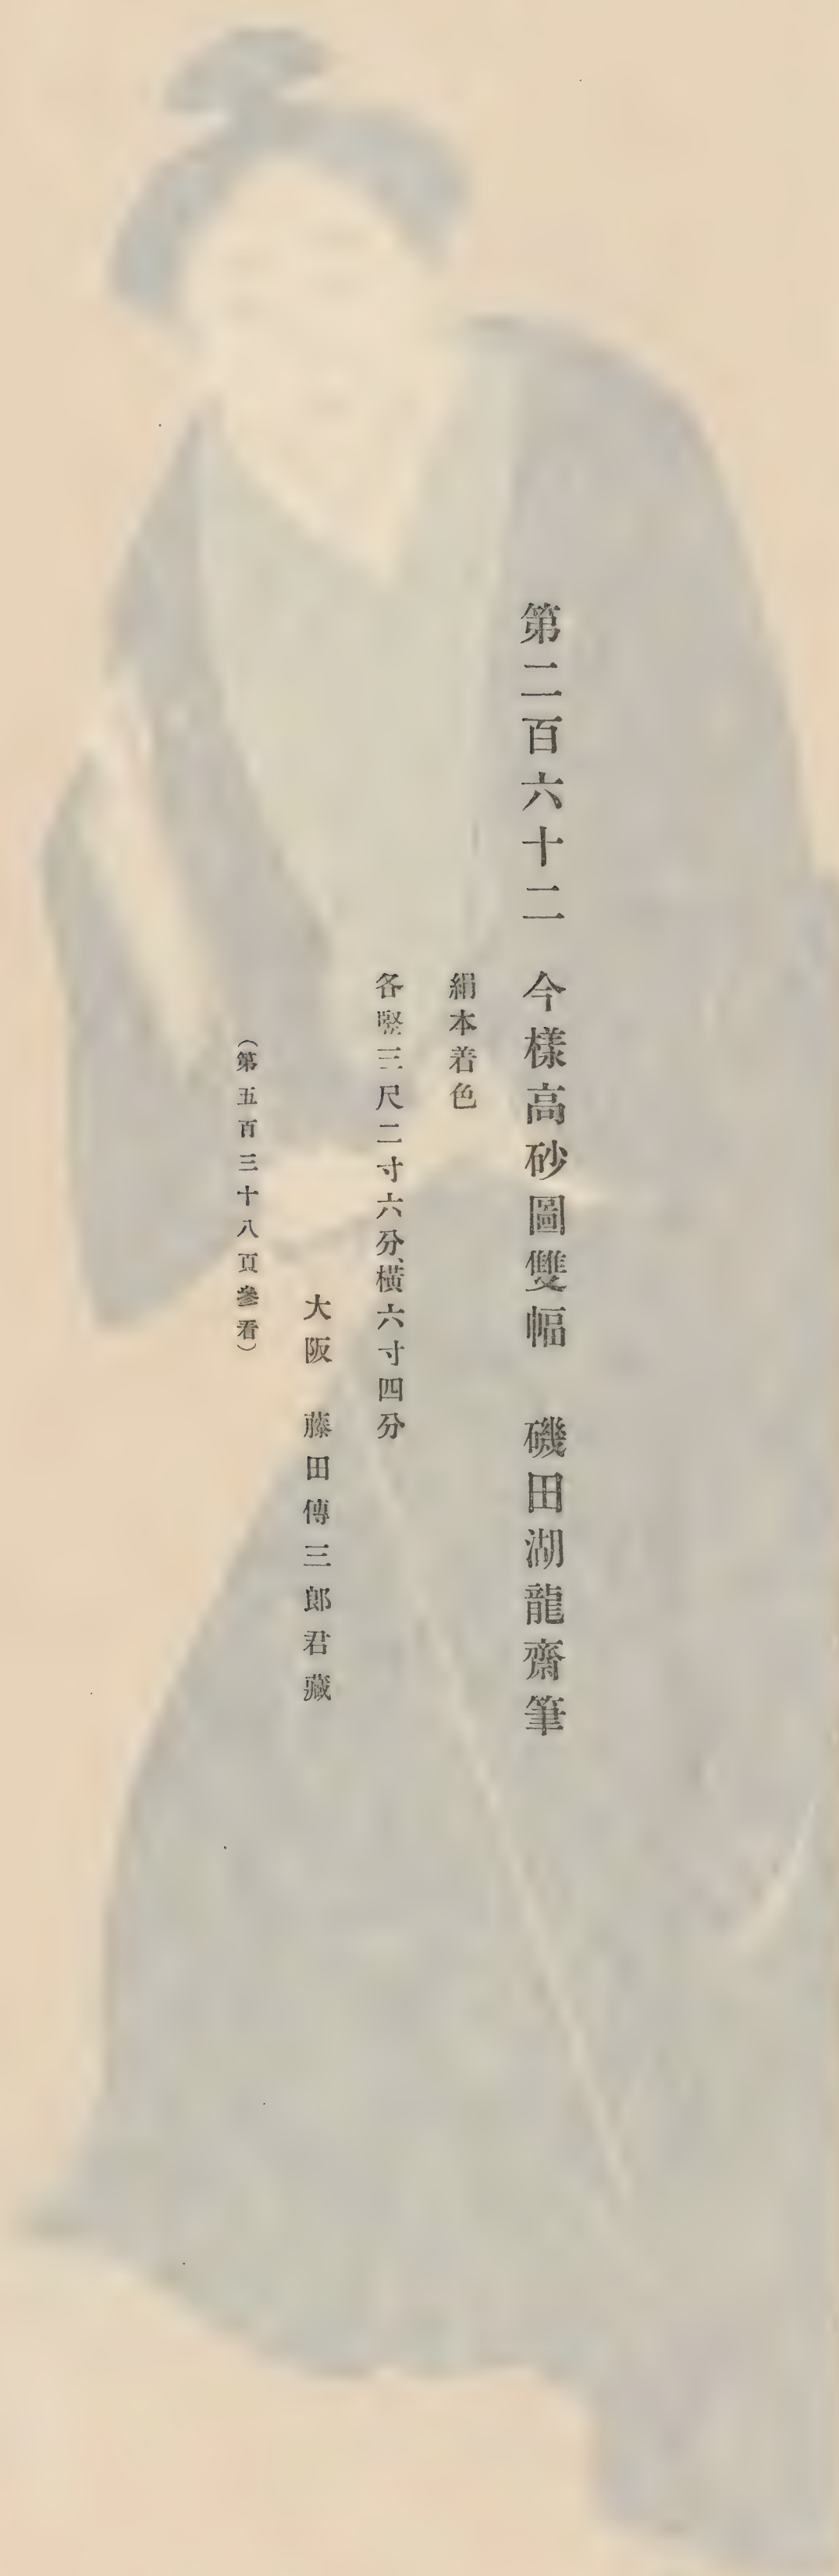 第二百六十二　今樣高砂圖雙幅　磯田湖龍齋筆
絹本着色
各竪三尺二寸六分、橫六寸四分
大阪　藤田傳三郎君藏
（第五百三十八頁參看）